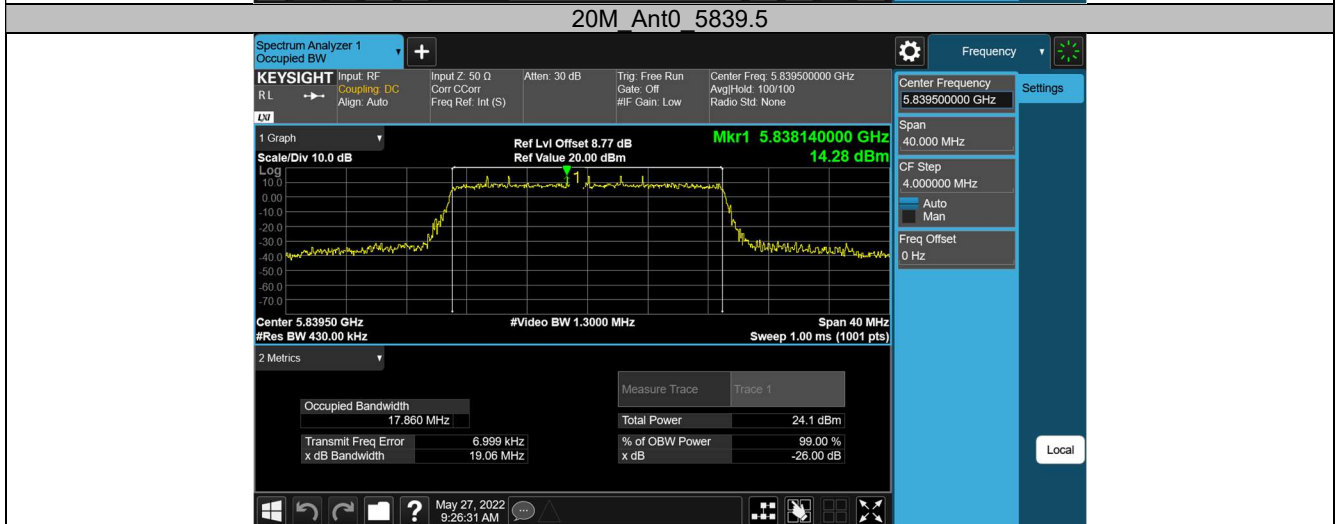 20M_Ant0_5839.5
Spectrum Analyzer 1
Occupied BW
+
Frequency
KEYSIGHT
RL
LXI
Input: RF
Coupling: DC
Align: Auto
Input Z: 50 Ω
Corr CCorr
Freq Ref: Int (S)
Atten: 30 dB
Trig: Free Run
Gate: Off
#IF Gain: Low
Center Freq: 5.839500000 GHz
Avg|Hold: 100/100
Radio Std: None
Center Frequency
5.839500000 GHz
Settings
Span
40.000 MHz
CF Step
4.000000 MHz
Auto
Man
Freq Offset
0 Hz
Local
1 Graph
Scale/Div 10.0 dB
Ref Lvl Offset 8.77 dB
Ref Value 20.00 dBm
Mkr1 5.838140000 GHz
14.28 dBm
Log
10.0
0.00
-10.0
-20.0
-30.0
-40.0
-50.0
-60.0
-70.0
1
Center 5.83950 GHz
#Video BW 1.3000 MHz
Span 40 MHz
#Res BW 430.00 kHz
Sweep 1.00 ms (1001 pts)
2 Metrics
Measure Trace
Trace 1
Occupied Bandwidth
17.860 MHz
Total Power
24.1 dBm
Transmit Freq Error
6.999 kHz
% of OBW Power
99.00 %
x dB Bandwidth
19.06 MHz
x dB
-26.00 dB
?
May 27, 2022
9:26:31 AM